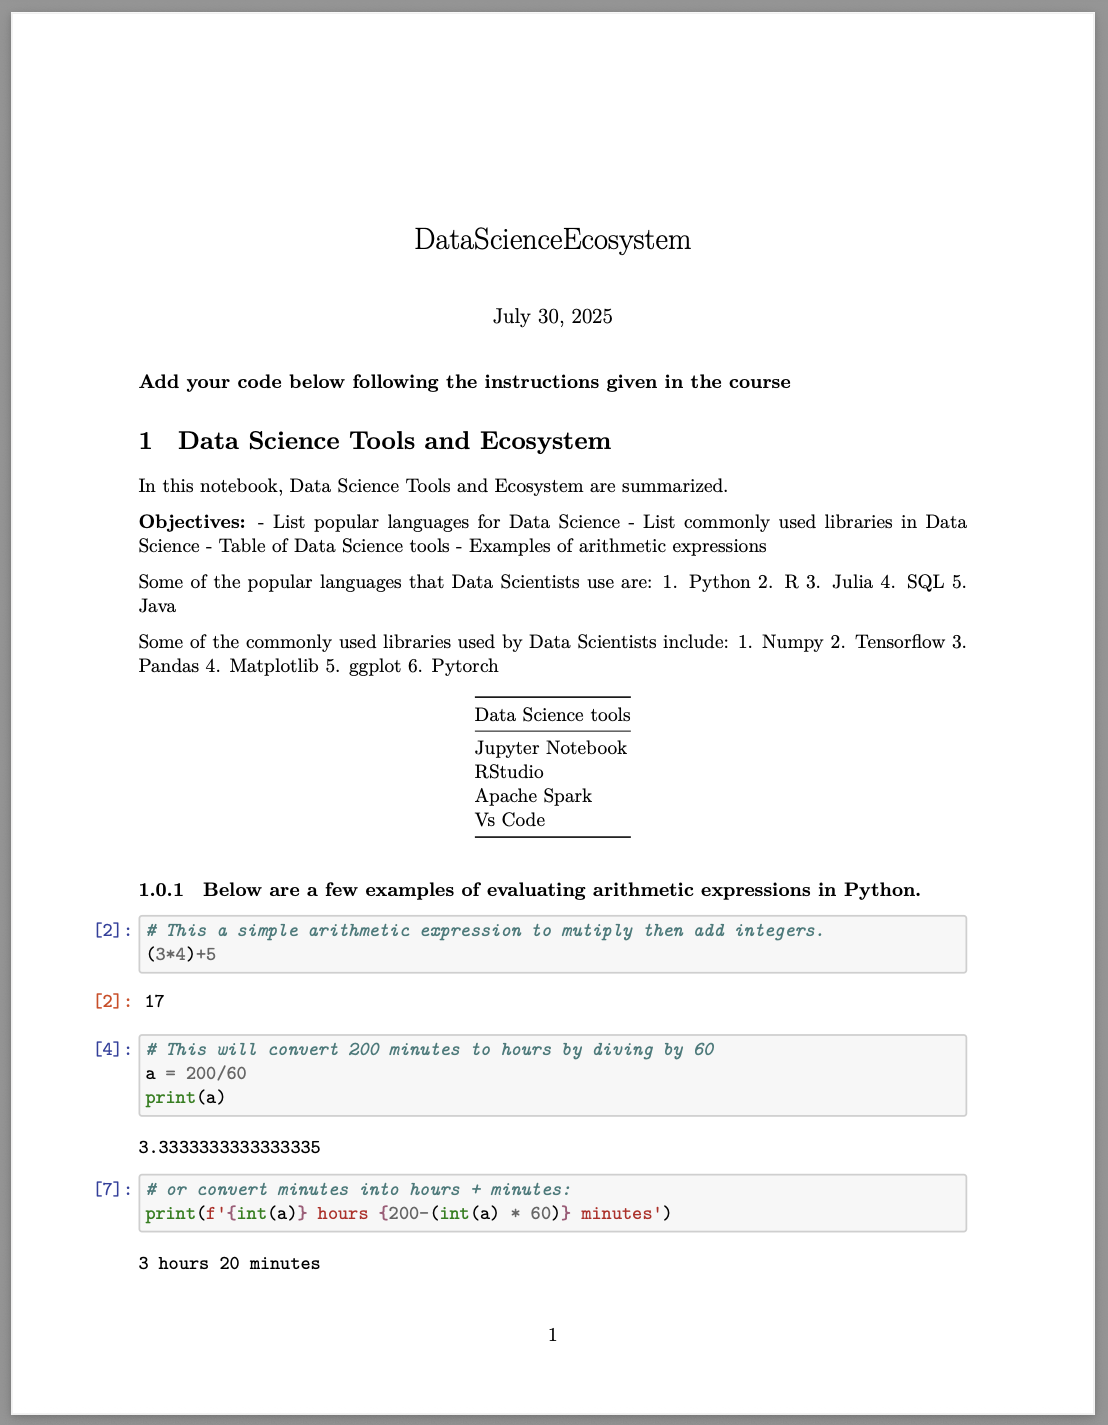 DataScienceEcosystem
July 30, 2025
Add your code below following the instructions given in the course
1 Data Science Tools and Ecosystem
In this notebook, Data Science Tools and Ecosystem are summarized.
Objectives: - List popular languages for Data Science - List commonly used libraries in Data
Science - Table of Data Science tools - Examples of arithmetic expressions
Some of the popular languages that Data Scientists use are: 1. Python 2. R 3. Julia 4. SQL 5.
Java
Some of the commonly used libraries used by Data Scientists include: 1. Numpy 2. Tensorflow 3.
Pandas 4. Matplotlib 5. ggplot 6. Pytorch
Data Science tools
Jupyter Notebook
RStudio
Apache Spark
Vs Code
1.0.1 Below are a few examples of evaluating arithmetic expressions in Python.
[2]: # This a simple arithmetic expression to mutiply then add integers.
(3*4)+5
[2]: 17
[4]: # This will convert 200 minutes to hours by diving by 60
a = 200/60
print(a)
3.3333333333333335
[7]: # or convert minutes into hours + minutes:
print(f'{int(a)} hours {200-(int(a) * 60)} minutes')
3 hours 20 minutes
1